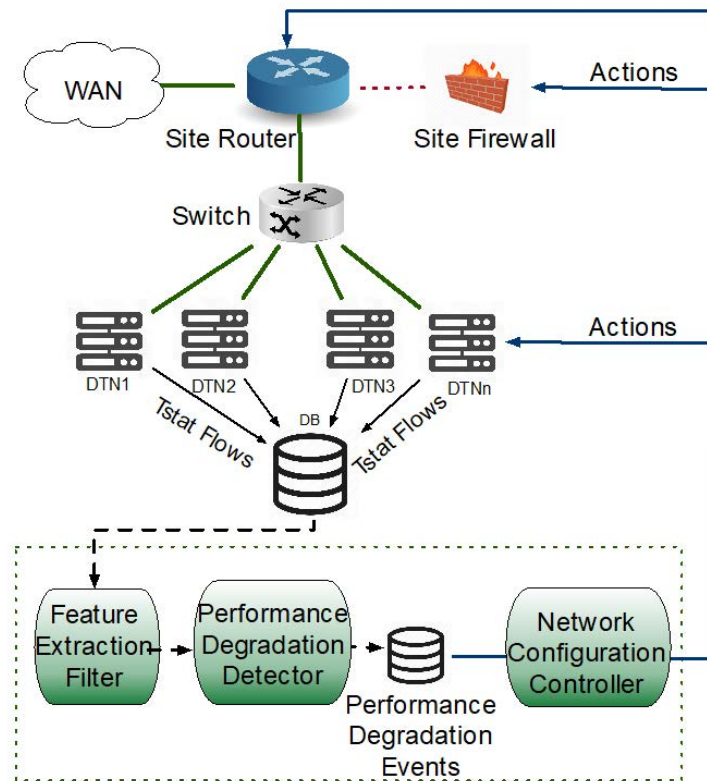 WAN
Actions
Site Router
Site Firewall
Switch
Actions
DTN1
DTN2
DTN3
DTNn
Tstat Flows
DB
Tstat Flows
Feature
Extraction
Filter
Performance
Degradation
Detector
Performance
Degradation
Events
Network
Configuration
Controller